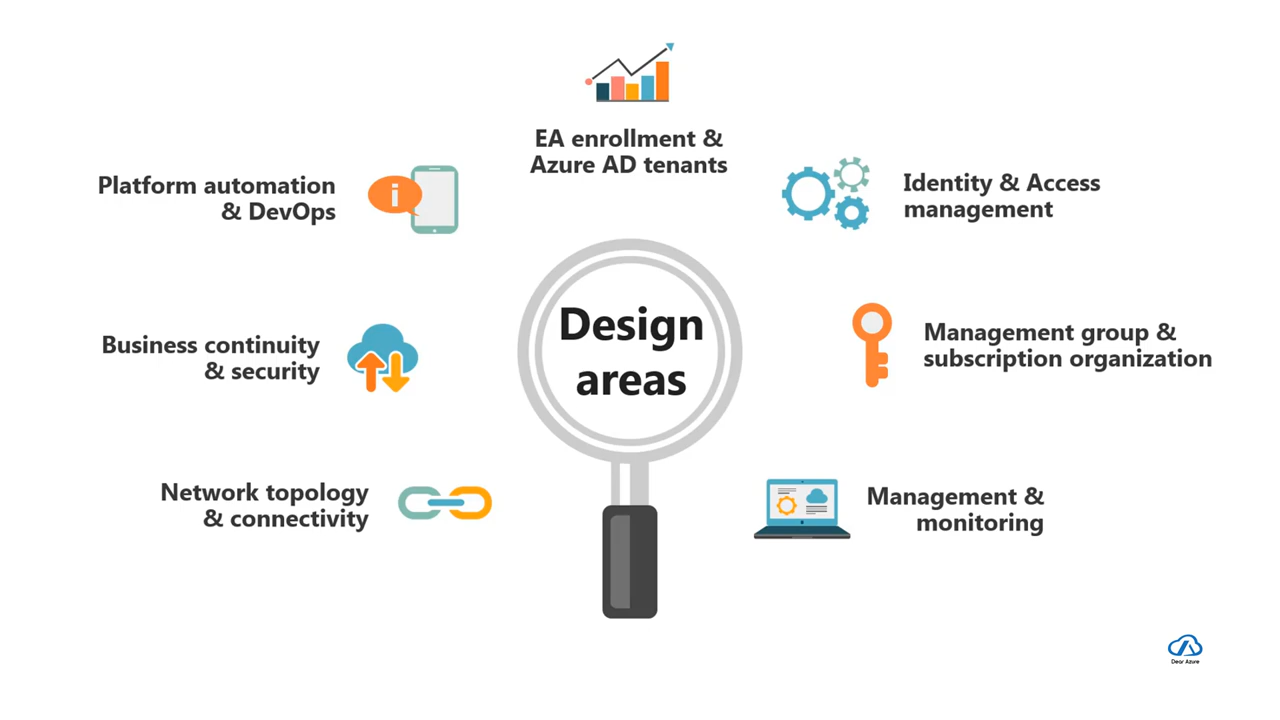 EA enrollment &
Azure AD tenants
Platform automation
& DevOps
i
Identity & Access
management
Design
areas
Business continuity
& security
Management group &
subscription organization
Network topology
& connectivity
Management &
monitoring
Dear Azure